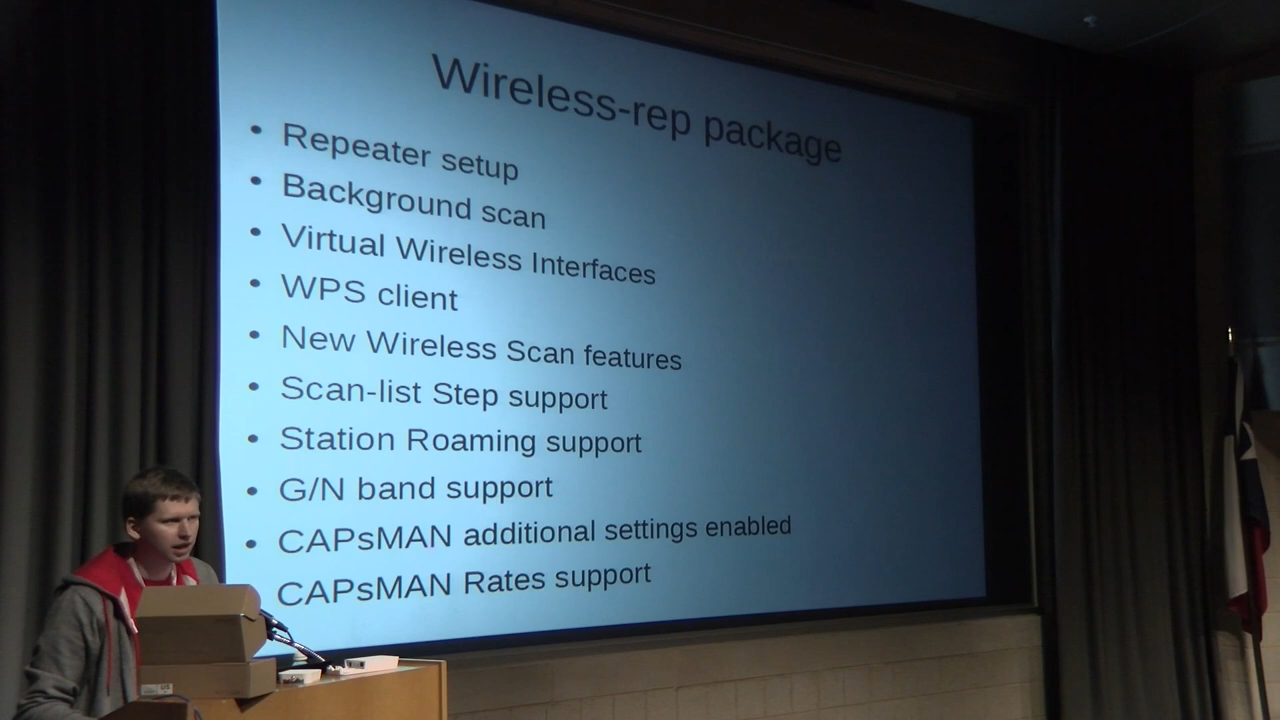 Wireless-rep package
• Repeater setup
• Background scan
• Virtual Wireless Interfaces
• WPS client
• New Wireless Scan features
• Scan-list Step support
• Station Roaming support
• G/N band support
• CAPsMAN additional settings enabled
CAPsMAN Rates support